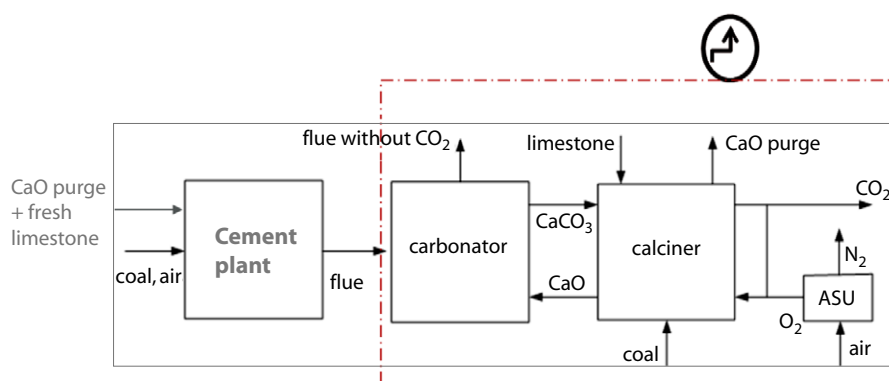 flue without CO₂
limestone
CaO purge
CaO purge
+ fresh
limestone
Cement
plant
coal, air
flue
carbonator
CaCO₃
CaO
calciner
CO₂
N₂
ASU
O₂
coal
air